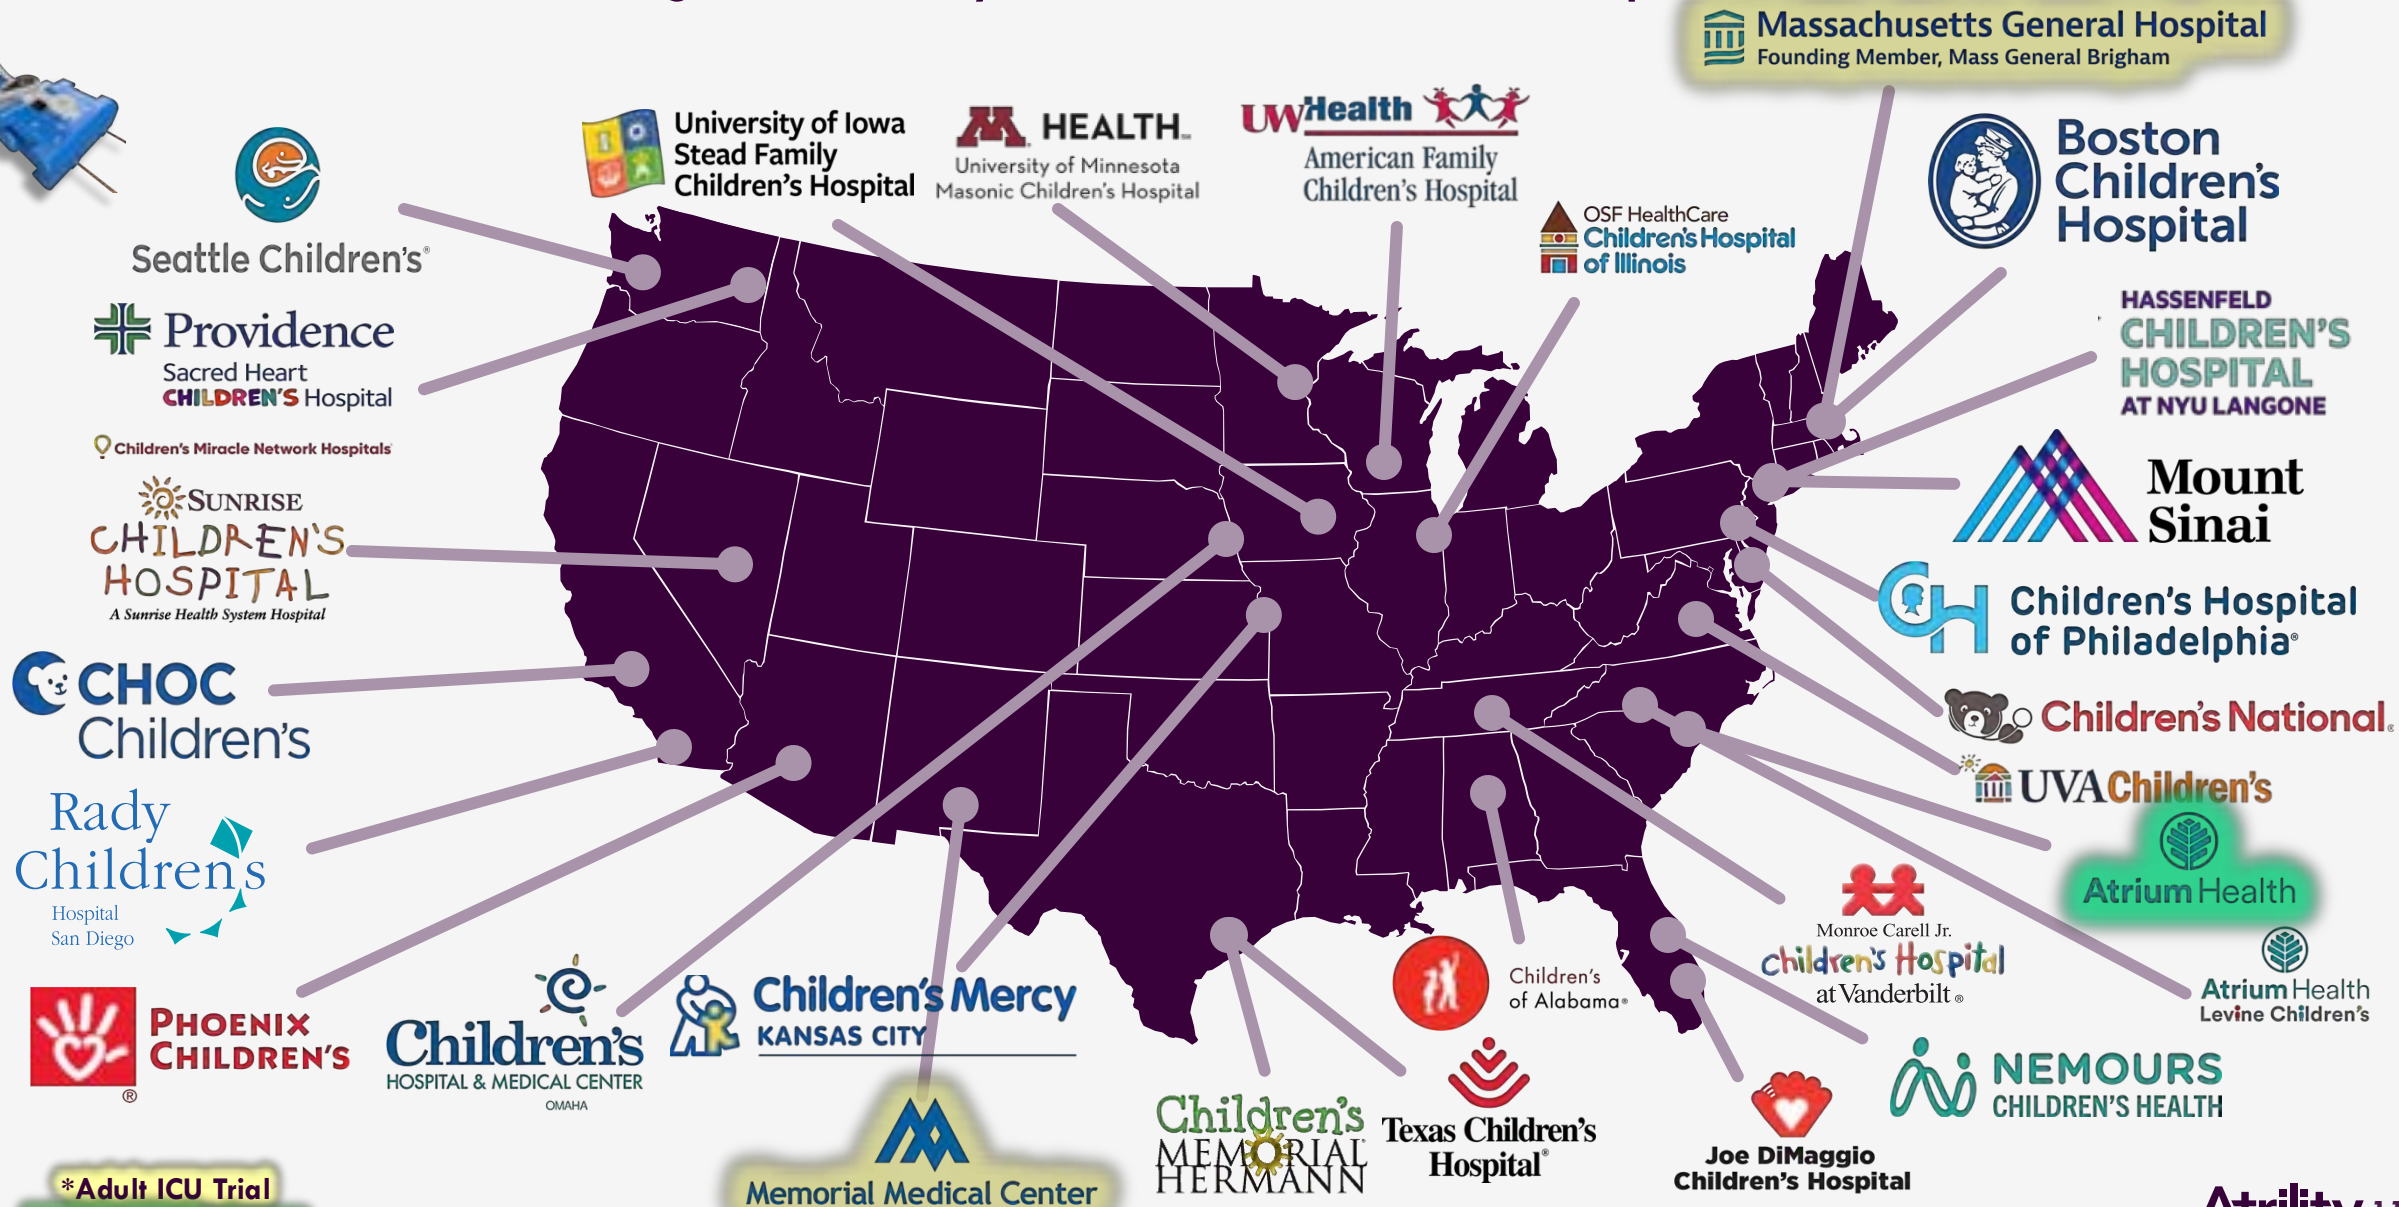 Massachusetts General Hospital
Founding Member, Mass General Brigham
University of Iowa
Stead Family
Children's Hospital
M HEALTH
University of Minnesota
Masonic Children's Hospital
UWHealth
American Family
Children's Hospital
OSF HealthCare
Children's Hospital
of Illinois
Boston
Children's
Hospital
Seattle Children's®
Providence
Sacred Heart
CHILDREN'S Hospital
Children's Miracle Network Hospitals
HASSENFELD
CHILDREN'S
HOSPITAL
AT NYU LANGONE
Mount
Sinai
SUNRISE
CHILDREN'S
HOSPITAL
A Sunrise Health System Hospital
CH Children's Hospital
of Philadelphia®
CHOC
Children's
Children's National®
UVA Children's
Rady
Children's
Hospital
San Diego
Atrium Health
Monroe Carell Jr.
Children's Hospital
at Vanderbilt®
Atrium Health
Levine Children's
PHOENIX
CHILDREN'S
®
Children's
HOSPITAL & MEDICAL CENTER
OMAHA
Children's Mercy
KANSAS CITY
Children's
of Alabama®
NEMOURS
CHILDREN'S HEALTH
Memorial Medical Center
Children's
MEMORIAL
HERMANN
Texas Children's
Hospital®
Joe DiMaggio
Children's Hospital
*Adult ICU Trial